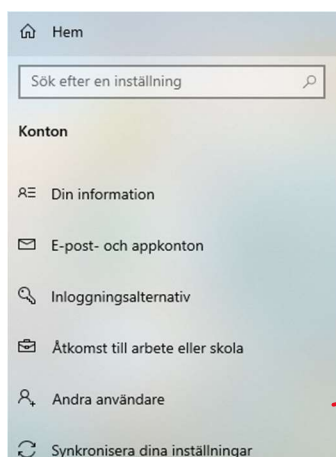 Hem
Sök efter en inställning
Konton
Din information
E-post- och appkonton
Inloggningsalternativ
Åtkomst till arbete eller skola
Andra användare
Synkronisera dina inställningar